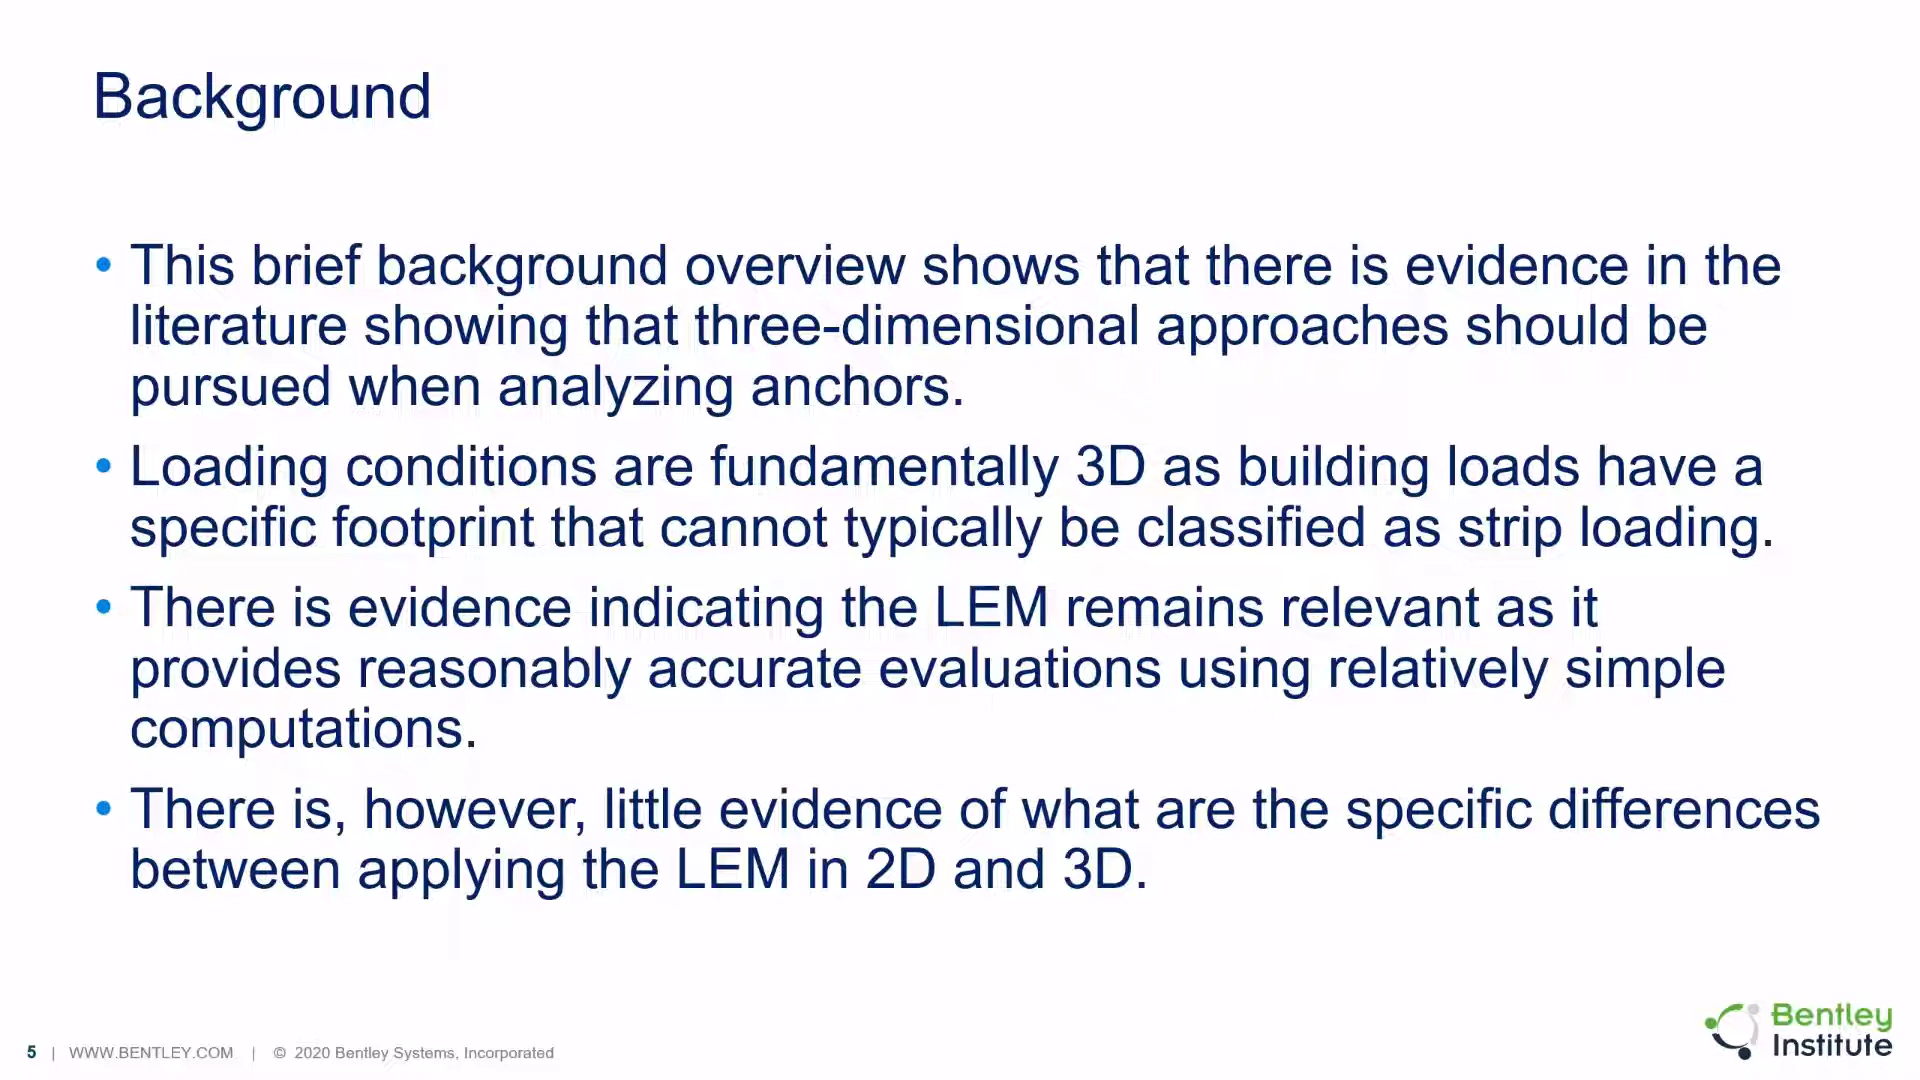 Background
• This brief background overview shows that there is evidence in the
literature showing that three-dimensional approaches should be
pursued when analyzing anchors.
• Loading conditions are fundamentally 3D as building loads have a
specific footprint that cannot typically be classified as strip loading.
• There is evidence indicating the LEM remains relevant as it
provides reasonably accurate evaluations using relatively simple
computations.
• There is, however, little evidence of what are the specific differences
between applying the LEM in 2D and 3D.
5 | WWW.BENTLEY.COM | © 2020 Bentley Systems, Incorporated
Bentley
Institute